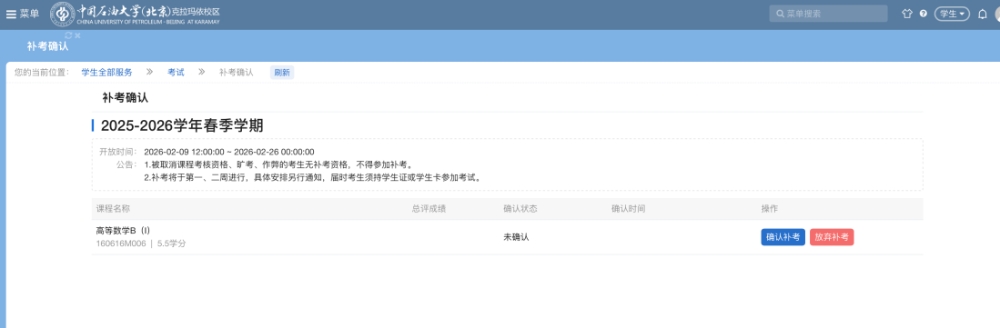 菜单
中国石油大学(北京)克拉玛依校区
CHINA UNIVERSITY OF PETROLEUM - BEIJING AT KARAMAY
菜单搜索
学生
补考确认
您的当前位置: 学生全部服务 考试 补考确认 刷新
补考确认
2025-2026学年春季学期
开放时间: 2026-02-09 12:00:00 ~ 2026-02-26 00:00:00
公告: 1.被取消课程考核资格、旷考、作弊的考生无补考资格，不得参加补考。
2.补考将于第一、二周进行，具体安排另行通知，届时考生须持学生证或学生卡参加考试。
课程名称 总评成绩 确认状态 确认时间 操作
高等数学B（I） 未确认 确认补考 放弃补考
160616M006 | 5.5学分